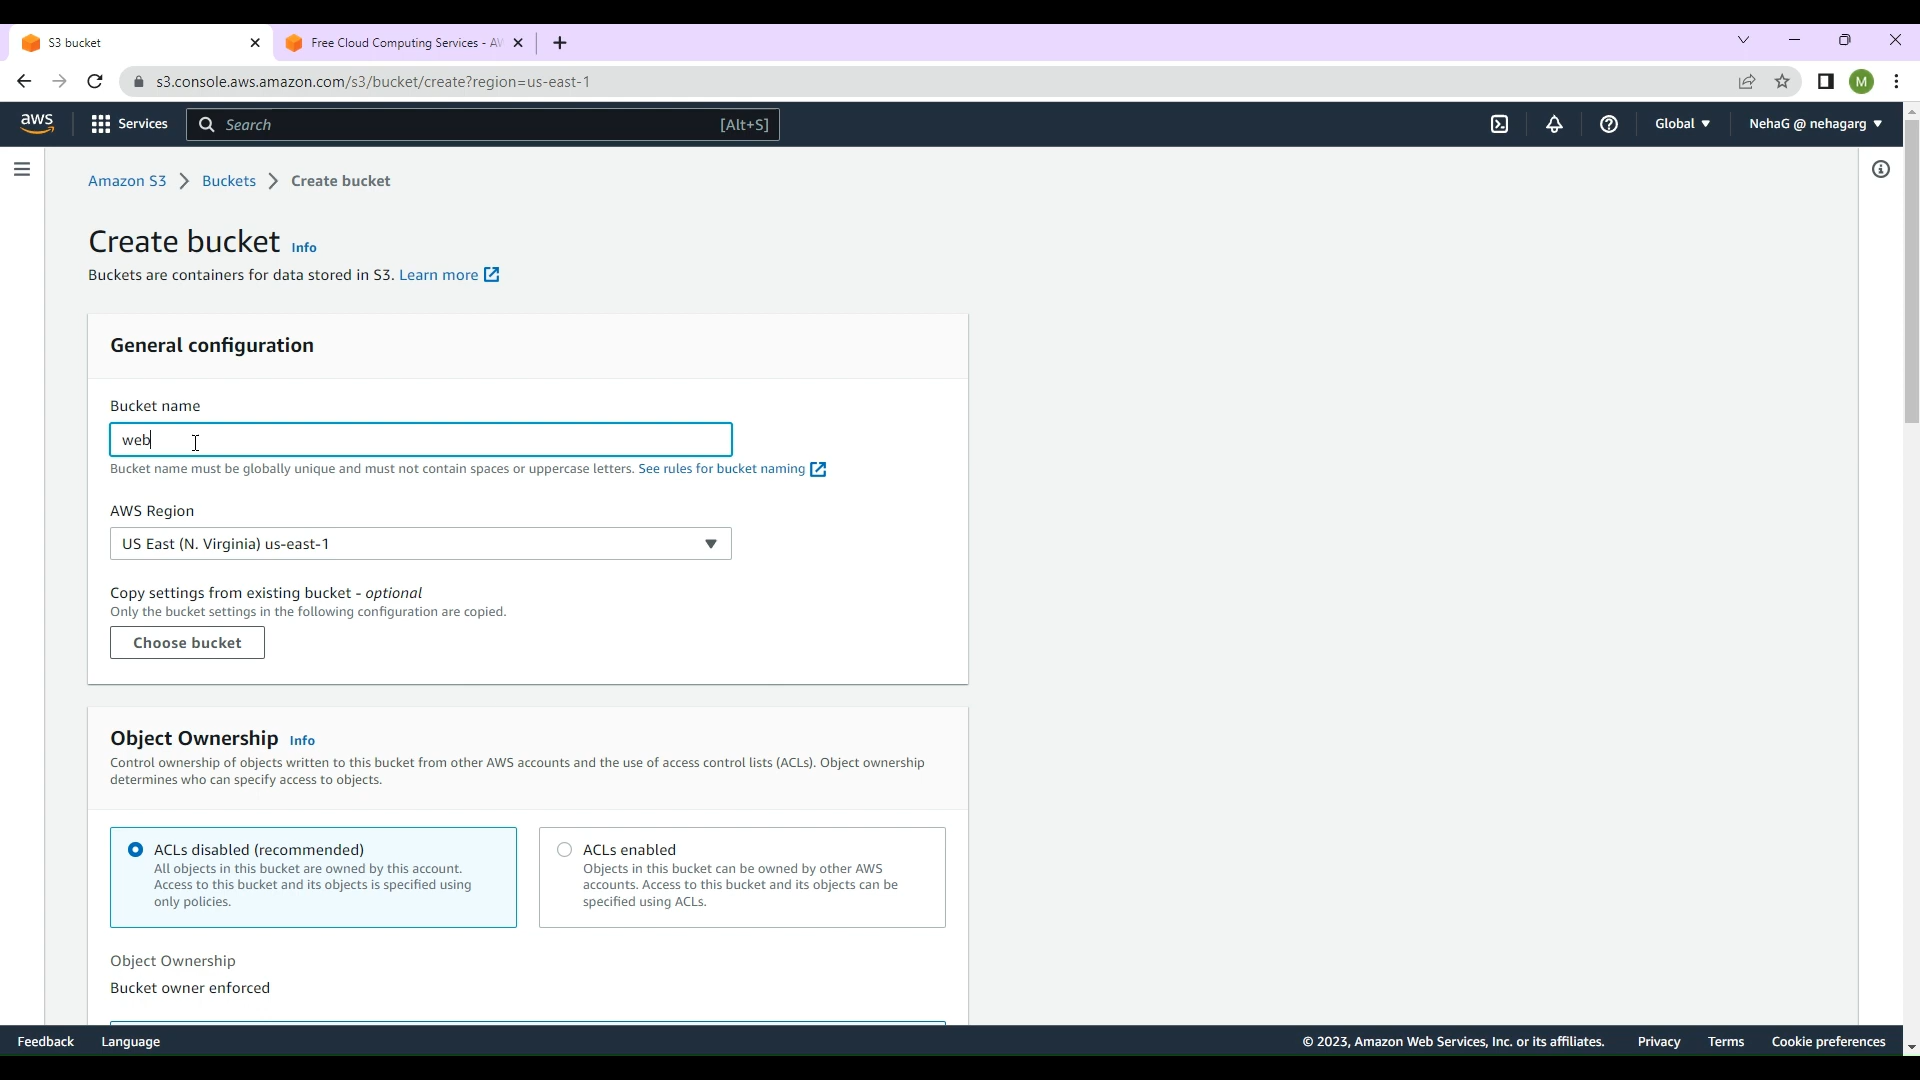 S3 bucket
Free Cloud Computing Services - AW
s3.console.aws.amazon.com/s3/bucket/create?region=us-east-1
M
aws
Services
Search
[Alt+S]
Global
NehaG @ nehagarg
Amazon S3 > Buckets > Create bucket
Create bucket Info
Buckets are containers for data stored in S3. Learn more
General configuration
Bucket name
web
Bucket name must be globally unique and must not contain spaces or uppercase letters. See rules for bucket naming
AWS Region
US East (N. Virginia) us-east-1
Copy settings from existing bucket - optional
Only the bucket settings in the following configuration are copied.
Choose bucket
Object Ownership Info
Control ownership of objects written to this bucket from other AWS accounts and the use of access control lists (ACLs). Object ownership
determines who can specify access to objects.
ACLs disabled (recommended)
All objects in this bucket are owned by this account.
Access to this bucket and its objects is specified using
only policies.
ACLs enabled
Objects in this bucket can be owned by other AWS
accounts. Access to this bucket and its objects can be
specified using ACLs.
Object Ownership
Bucket owner enforced
Feedback
Language
© 2023, Amazon Web Services, Inc. or its affiliates.
Privacy
Terms
Cookie preferences